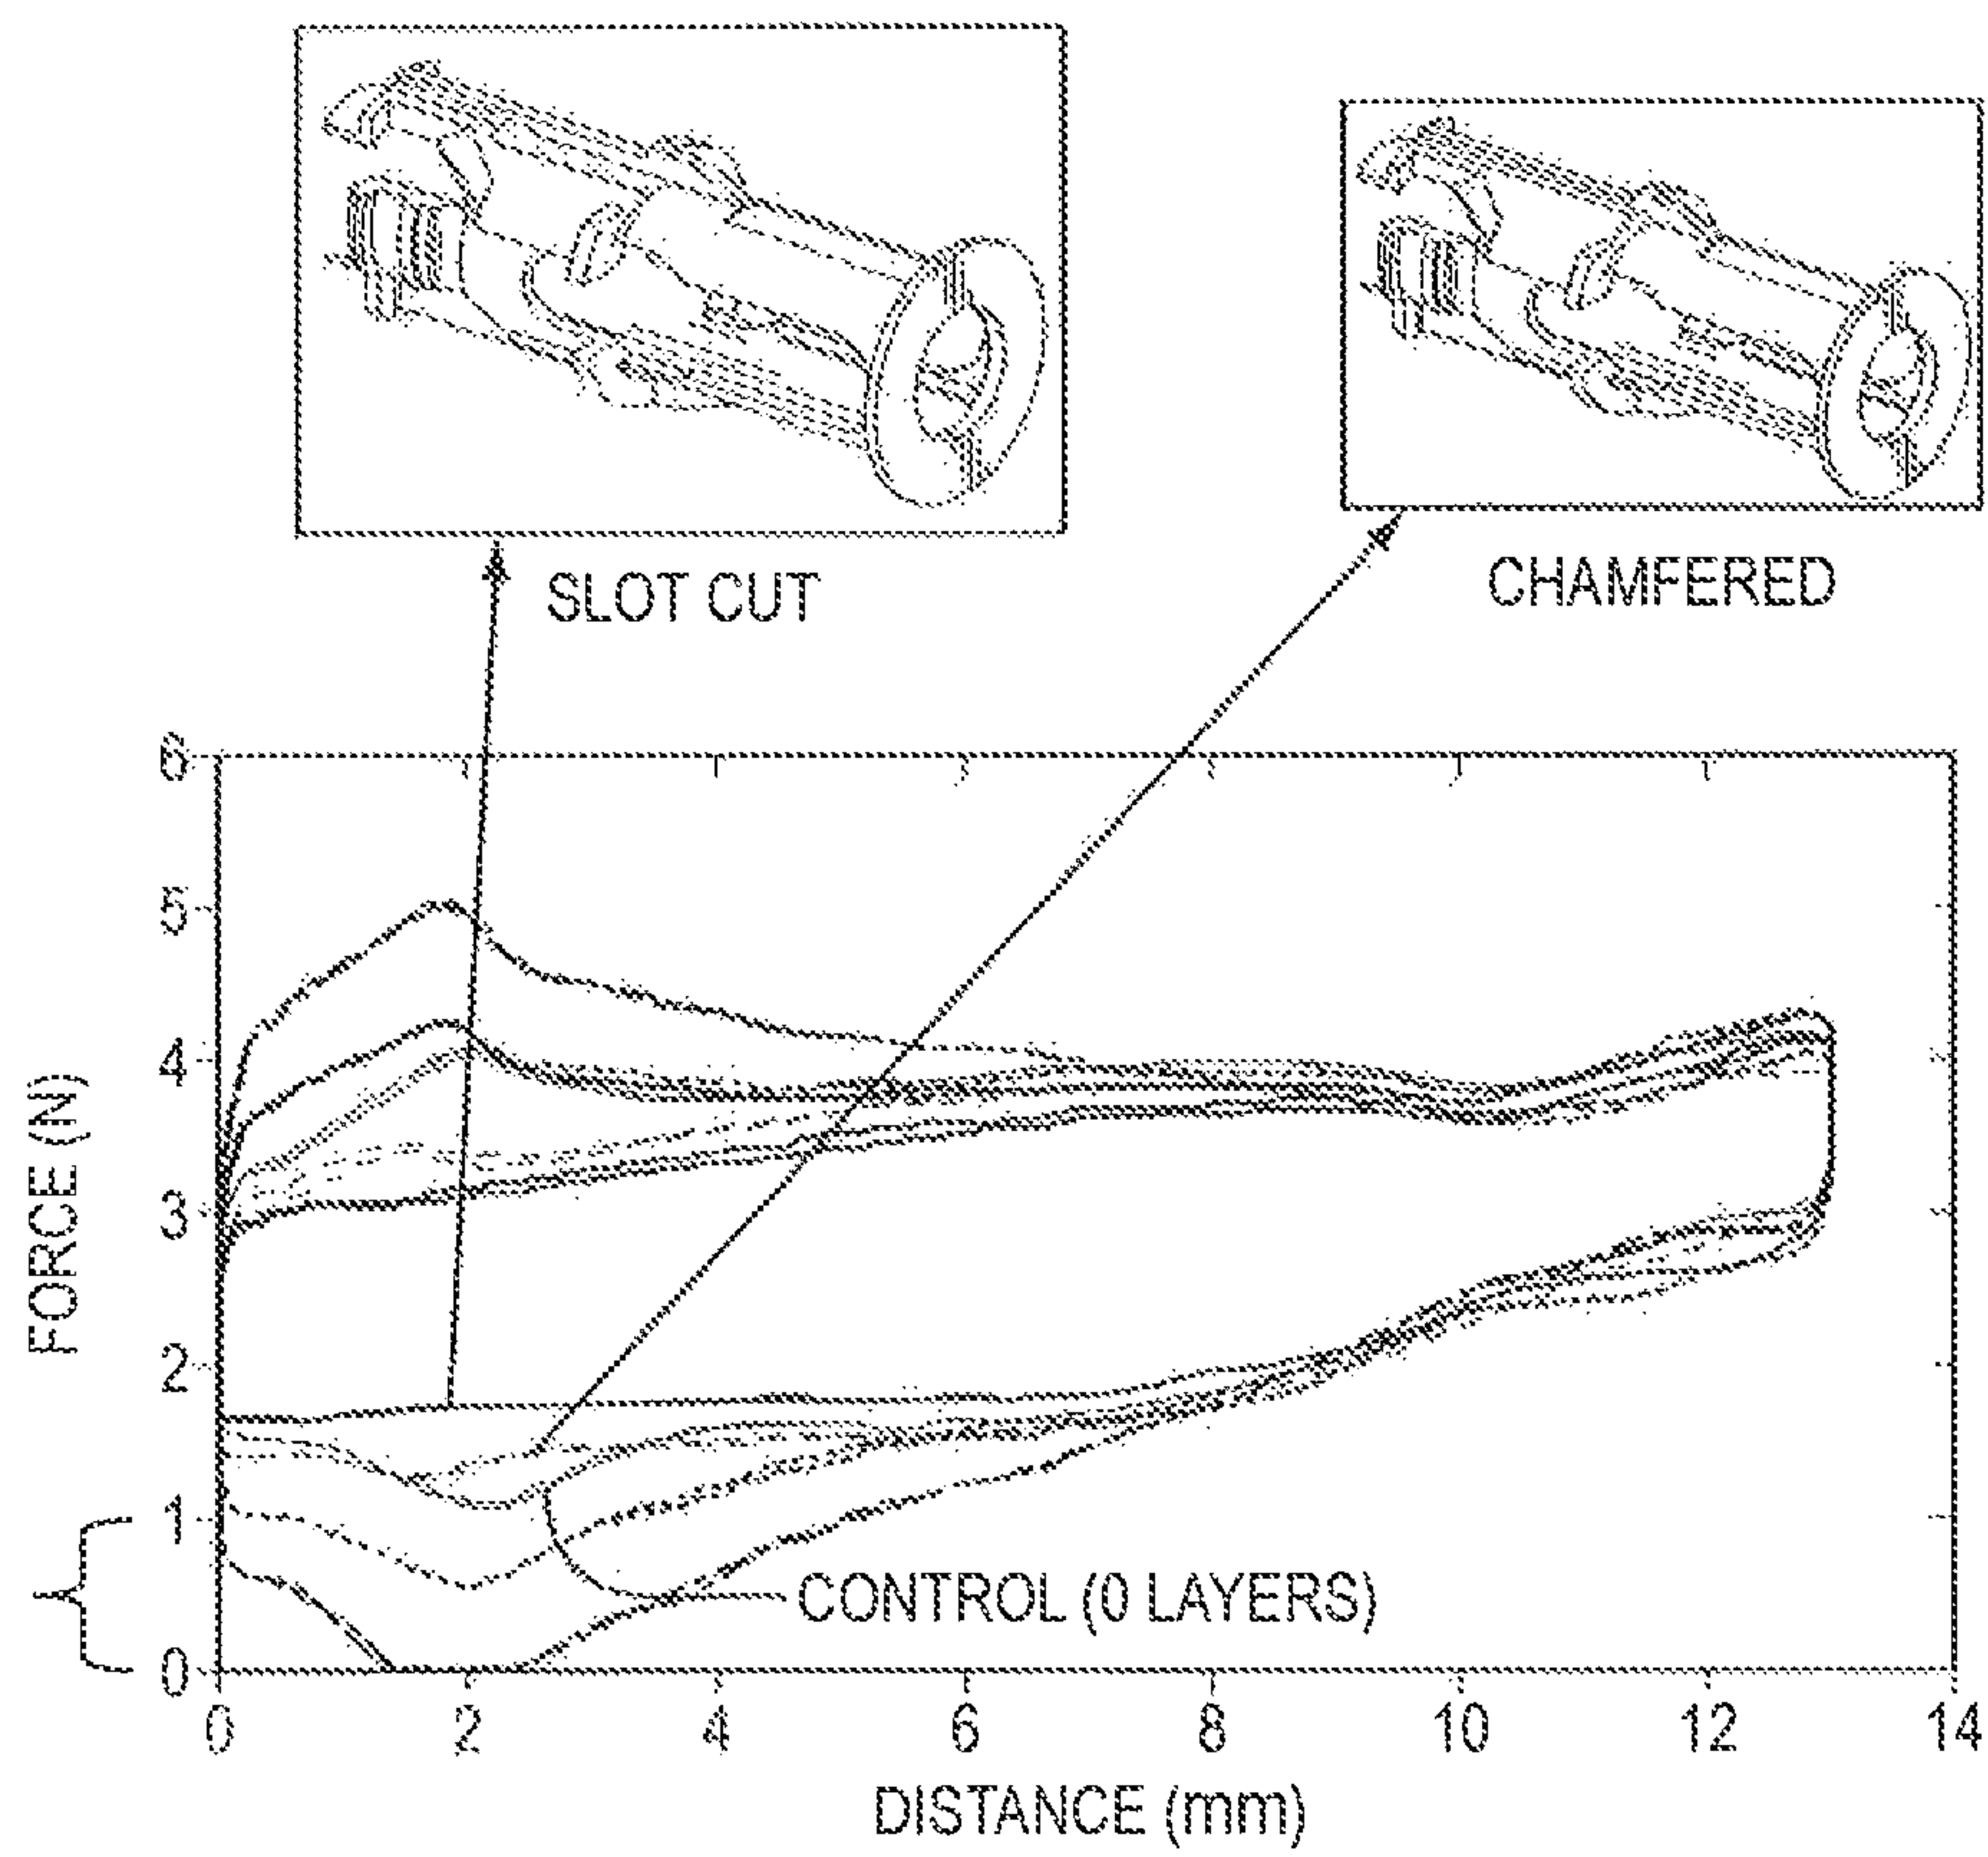 SLOT CUT
CHAMFERED
6
5
4
3
2
1
0
FORCE (N)
CONTROL (0 LAYERS)
0 2 4 6 8 10 12 14
DISTANCE (mm)